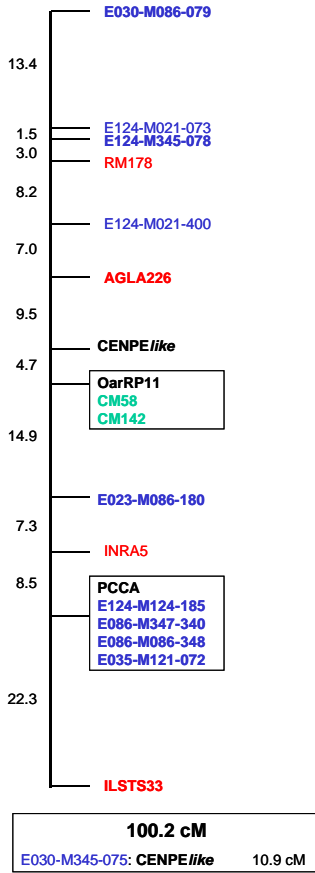 E030-M086-079
13.4
E124-M021-073
1.5
E124-M345-078
3.0
RM178
8.2
E124-M021-400
7.0
AGLA226
9.5
CENPElike
4.7
OarRP11
CM58
CM142
14.9
E023-M086-180
7.3
INRA5
8.5
PCCA
E124-M124-185
E086-M347-340
E086-M086-348
E035-M121-072
22.3
ILSTS33
100.2 cM
E030-M345-075: CENPElike 10.9 cM